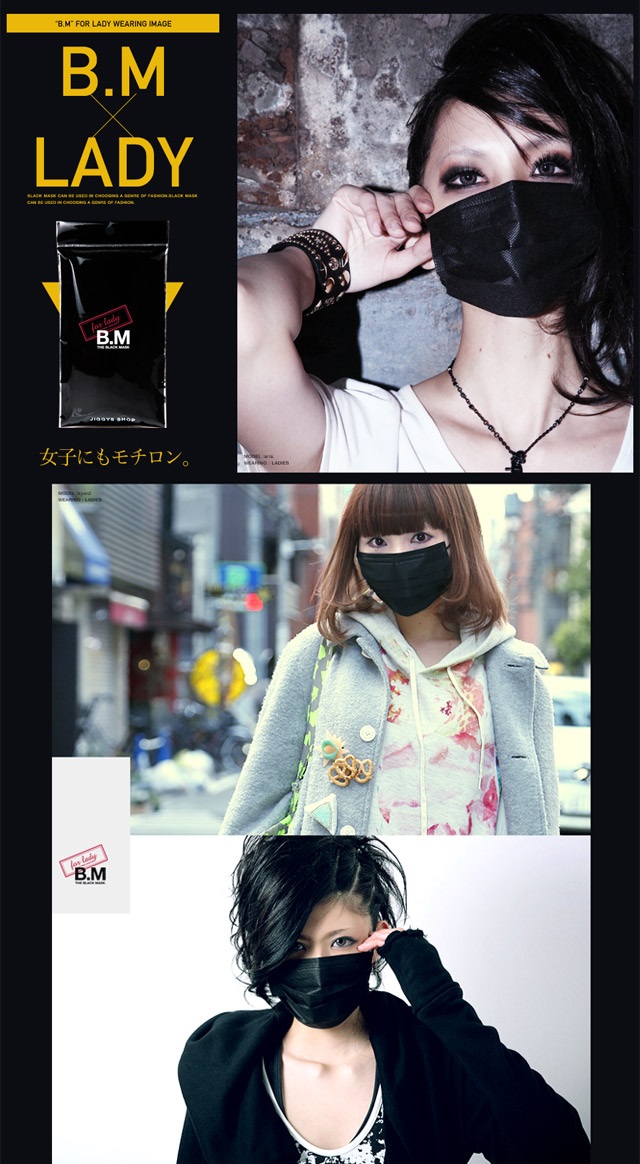 "B.M" FOR LADY WEARING IMAGE
B.M
LADY
BLACK MASK CAN BE USED IN CHOOSING A GENRE OF FASHION.BLACK MASK
CAN BE USED IN CHOOSING A GENRE OF FASHION.
for lady
B.M
THE BLACK MASK
JIGGYS SHOP
女子にもモチロン。
MODEL :
WEARING : LADIES
MODEL :
WEARING : LADIES
for lady
B.M
THE BLACK MASK